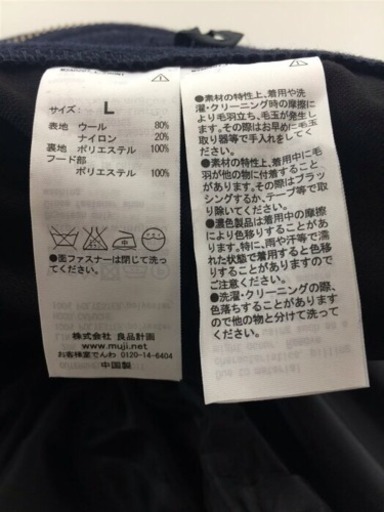 サイズ: L
表地 ウール 80%
ナイロン 20%
裏地 ポリエステル 100%
フード部
ポリエステル 100%
●面ファスナーは閉じて洗っ
てください。
株式会社 良品計画
www.muji.net
お客様室でんわ 0120-14-6404
中国製
●素材の特性上、着用や洗
濯・クリーニング時の摩擦に
より毛羽立ち、毛玉が発生し
ます。その際はお早めに毛玉
取り器等で手入れをしてく
ださい。
●素材の特性上、着用中に毛
羽が他の物に付着すること
があります。その際はブラッ
シングするか、テープ等で取
り除いてください。
●濃色製品は着用中の摩擦
により他の物に色移りする
ことがあります。特に、雨や汗等で濡
れた状態で着用すると色移
りすることがありますので
ご注意ください。
●洗濯・クリーニングの際、
色落ちすることがあります
ので他の物と分けて洗って
ください。